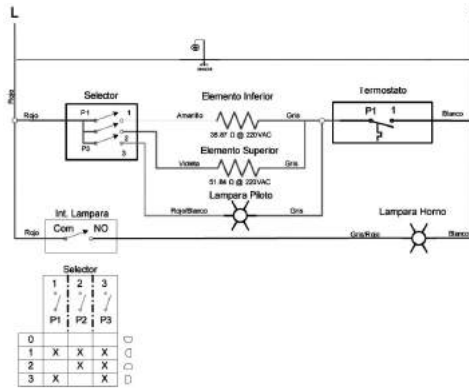 L
Rojo
Selector
Elemento Inferior
Termostato
Rojo
P1
1
Amarillo
Gris
P1 1
Blanco
38.87 Ω @ 220VAC
2
P3
3
Elemento Superior
Violeta
Gris
51.84 Ω @ 220VAC
Lampara Piloto
Rojo/Blanco
Gris
Int. Lampara
Lampara Horno
Rojo
Com NO
Gris/Rojo
Blanco
Selector
1 2 3
P1 P2 P3
0
1 X X X
2 X X
3 X X